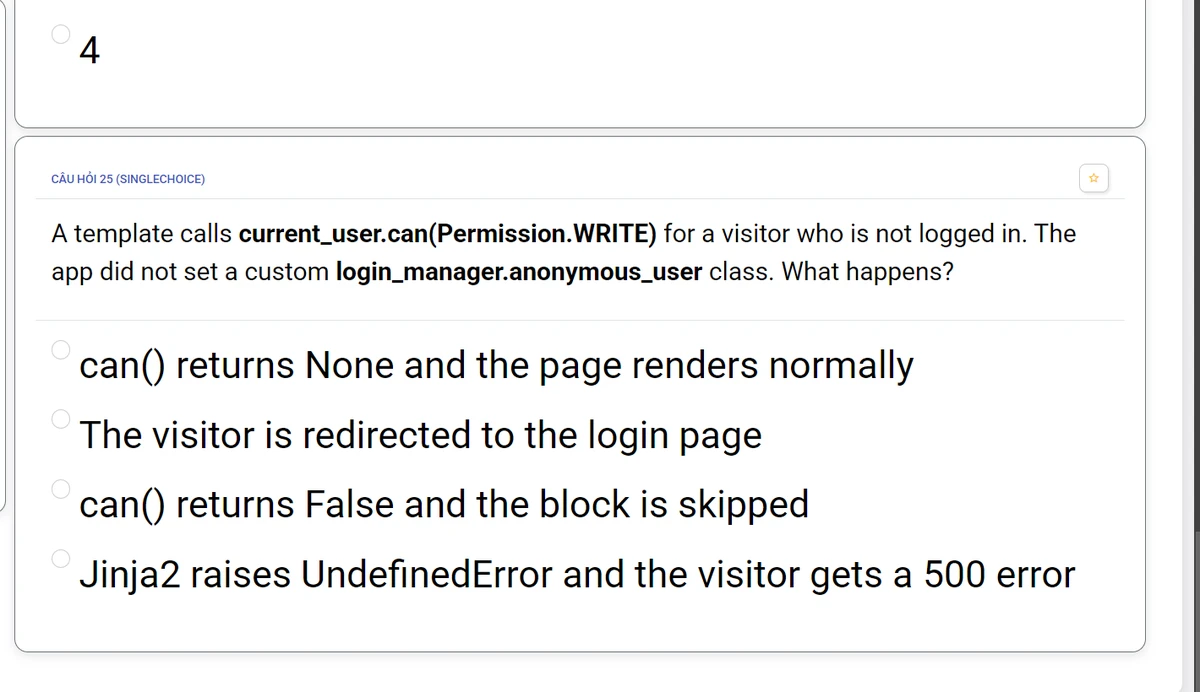 4
CÂU HỎI 25 (SINGLECHOICE)
A template calls current_user.can(Permission.WRITE) for a visitor who is not logged in. The
app did not set a custom login_manager.anonymous_user class. What happens?
can() returns None and the page renders normally
The visitor is redirected to the login page
can() returns False and the block is skipped
Jinja2 raises UndefinedError and the visitor gets a 500 error